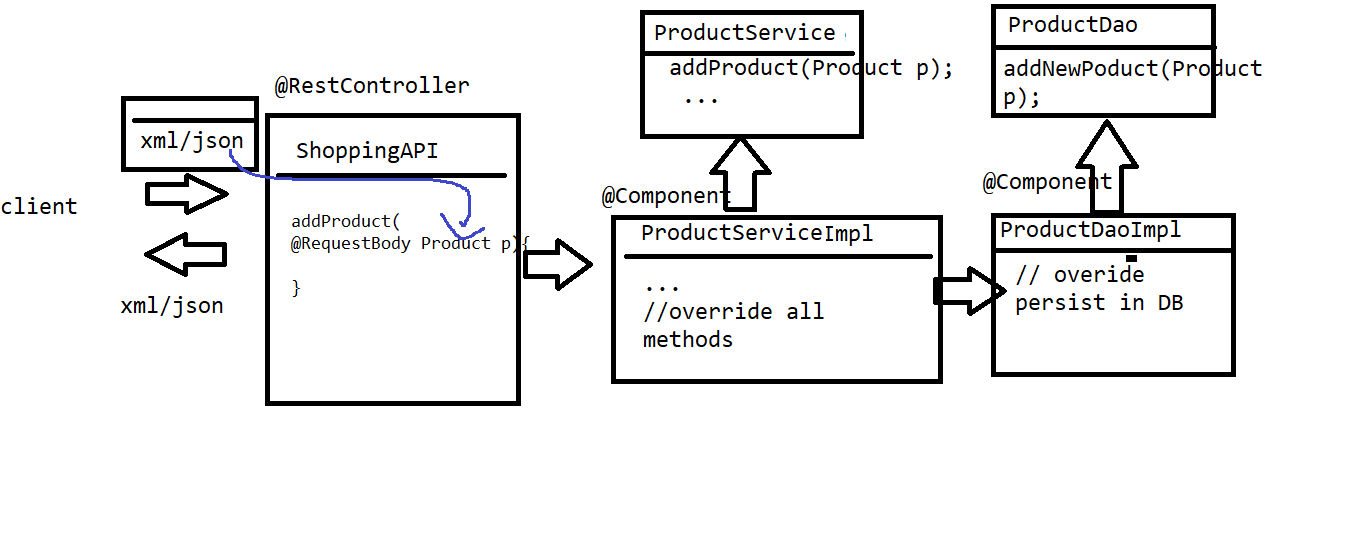 client
xml/json
xml/json
@RestController
ShoppingAPI
addProduct(
@RequestBody Product p){
}
ProductService
addProduct(Product p);
...
@Component
ProductServiceImpl
...
//override all
methods
ProductDao
addNewPoduct(Product
p);
@Component
ProductDaoImpl
// overide
persist in DB